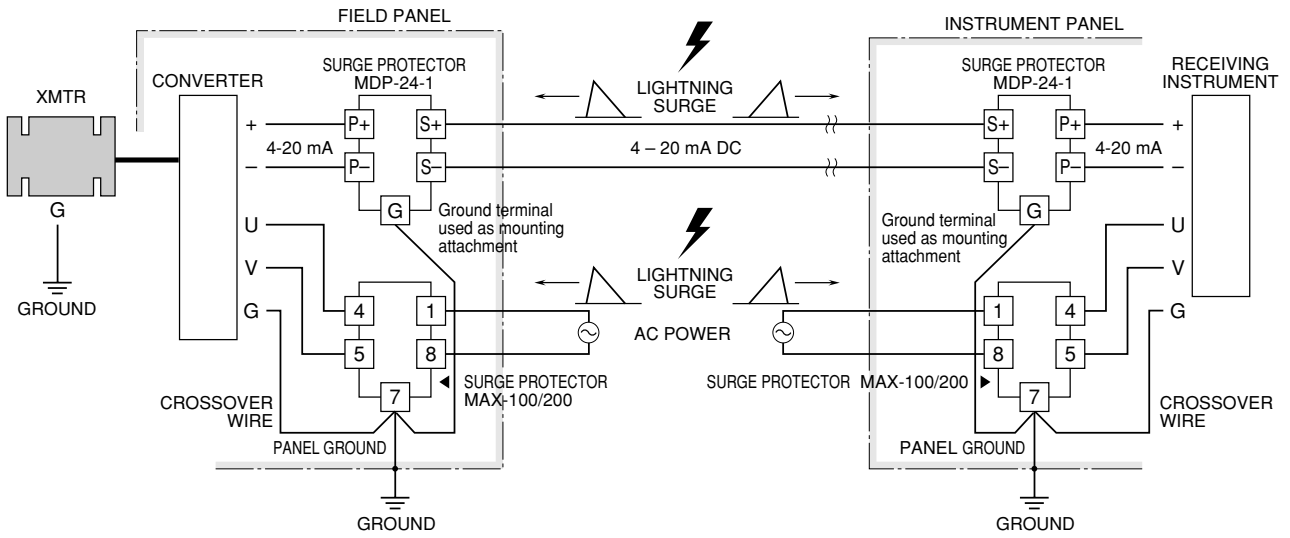 FIELD PANEL
INSTRUMENT PANEL
XMTR
G
GROUND
CONVERTER
+
–
U
V
G
4-20 mA
SURGE PROTECTOR
MDP-24-1
P+
S+
P–
S–
G
Ground terminal
used as mounting
attachment
4
1
5
8
7
SURGE PROTECTOR
MAX-100/200
CROSSOVER
WIRE
PANEL GROUND
GROUND
LIGHTNING
SURGE
4 – 20 mA DC
LIGHTNING
SURGE
AC POWER
SURGE PROTECTOR
MDP-24-1
S+
P+
S–
P–
G
Ground terminal
used as mounting
attachment
4-20 mA
RECEIVING
INSTRUMENT
+
–
U
V
G
1
4
8
5
7
SURGE PROTECTOR MAX-100/200
CROSSOVER
WIRE
PANEL GROUND
GROUND